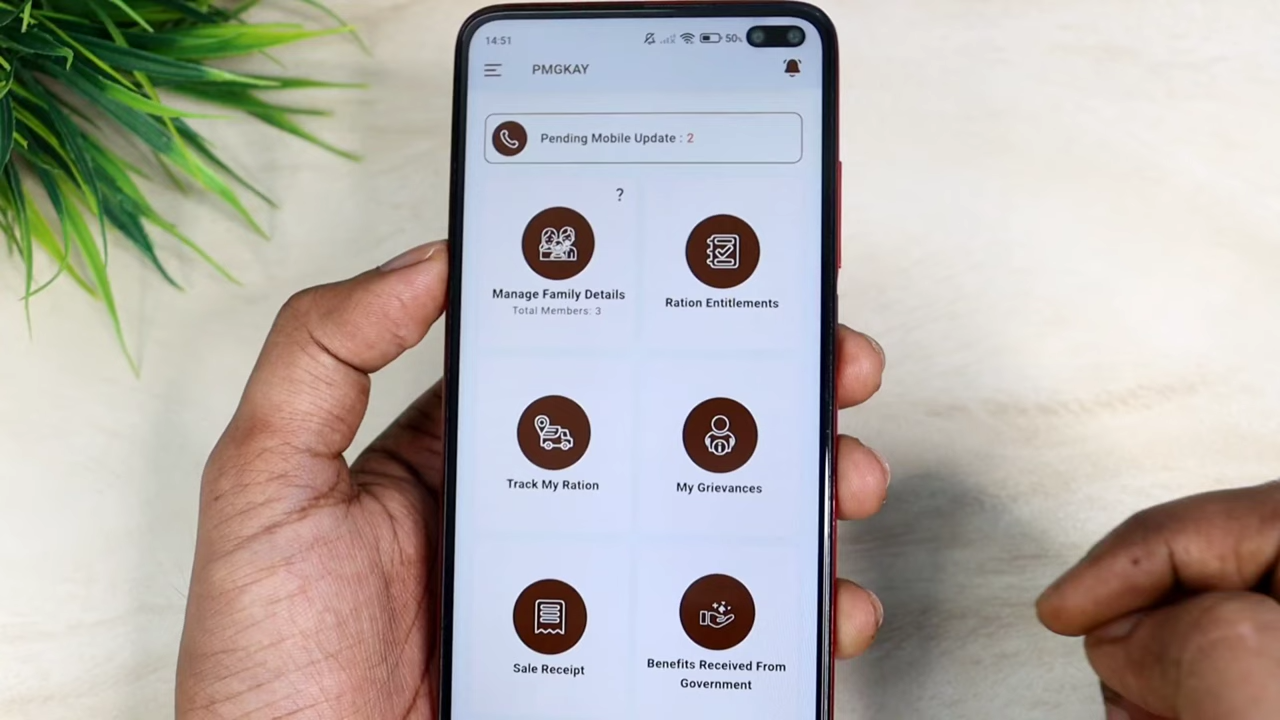 14:51
50%
PMGKAY
Pending Mobile Update : 2
?
Manage Family Details
Total Members: 3
Ration Entitlements
Track My Ration
My Grievances
Sale Receipt
Benefits Received From
Government